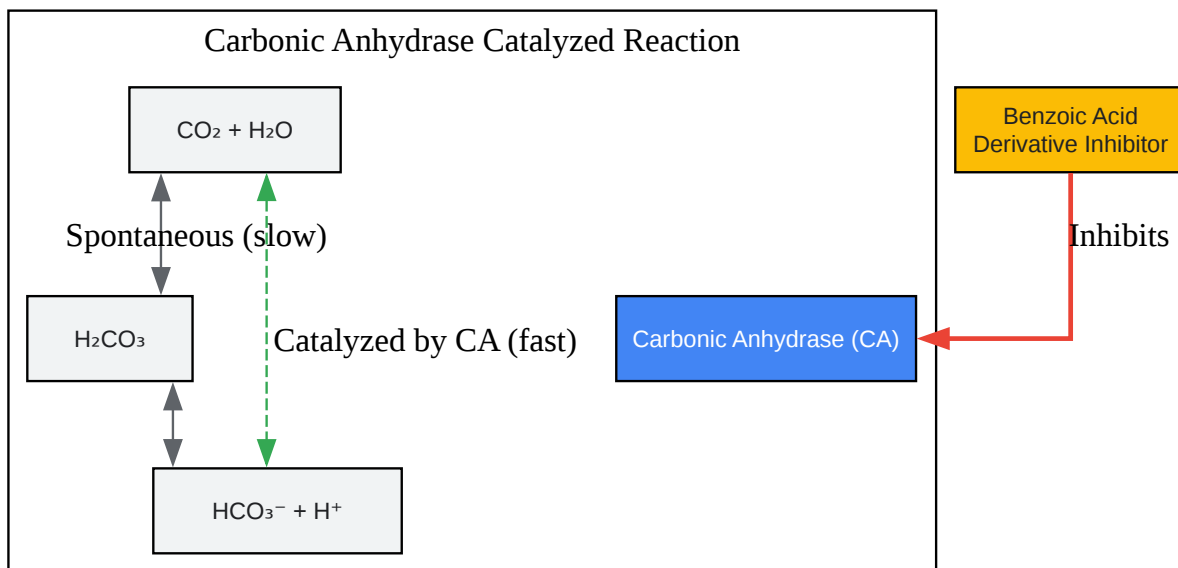 Carbonic Anhydrase Catalyzed Reaction
CO₂ + H₂O
Benzoic Acid
Derivative Inhibitor
Spontaneous (slow)
Inhibits
H₂CO₃
Catalyzed by CA (fast)
Carbonic Anhydrase (CA)
HCO₃⁻ + H⁺